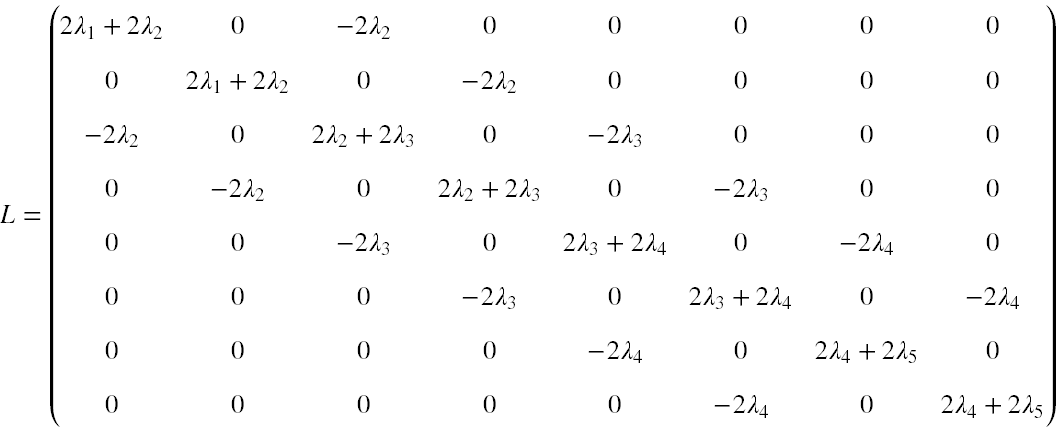 2λ₁ + 2λ₂ 0 −2λ₂ 0 0 0 0 0
0 2λ₁ + 2λ₂ 0 −2λ₂ 0 0 0 0
−2λ₂ 0 2λ₂ + 2λ₃ 0 −2λ₃ 0 0 0
0 −2λ₂ 0 2λ₂ + 2λ₃ 0 −2λ₃ 0 0
L =
0 0 −2λ₃ 0 2λ₃ + 2λ₄ 0 −2λ₄ 0
0 0 0 −2λ₃ 0 2λ₃ + 2λ₄ 0 −2λ₄
0 0 0 0 −2λ₄ 0 2λ₄ + 2λ₅ 0
0 0 0 0 0 −2λ₄ 0 2λ₄ + 2λ₅